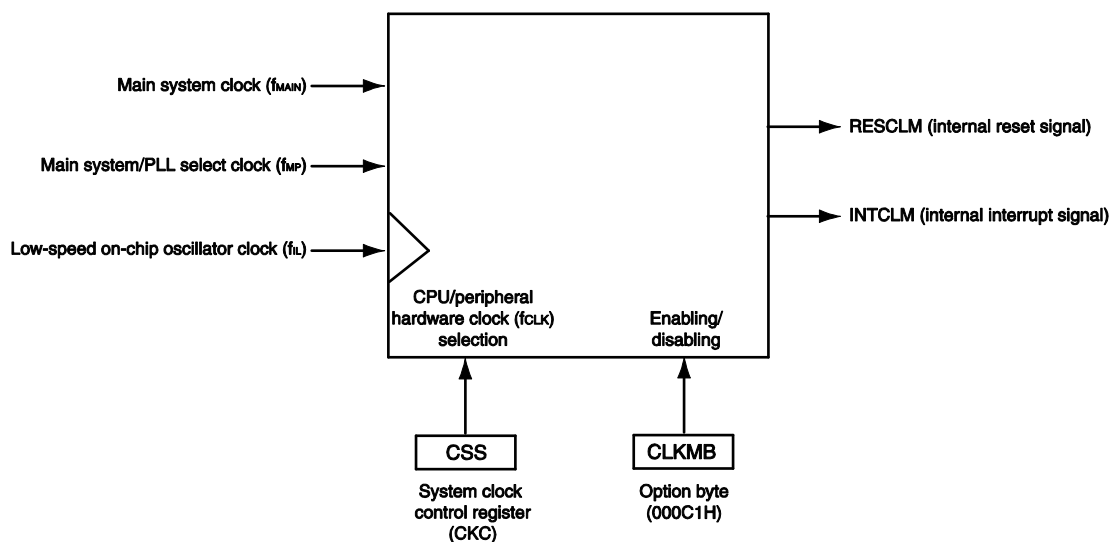 Main system clock (fMAIN)
RESCLM (internal reset signal)
Main system/PLL select clock (fMP)
INTCLM (internal interrupt signal)
Low-speed on-chip oscillator clock (fIL)
CPU/peripheral
hardware clock (fCLK)
selection
Enabling/
disabling
CSS
System clock
control register
(CKC)
CLKMB
Option byte
(000C1H)